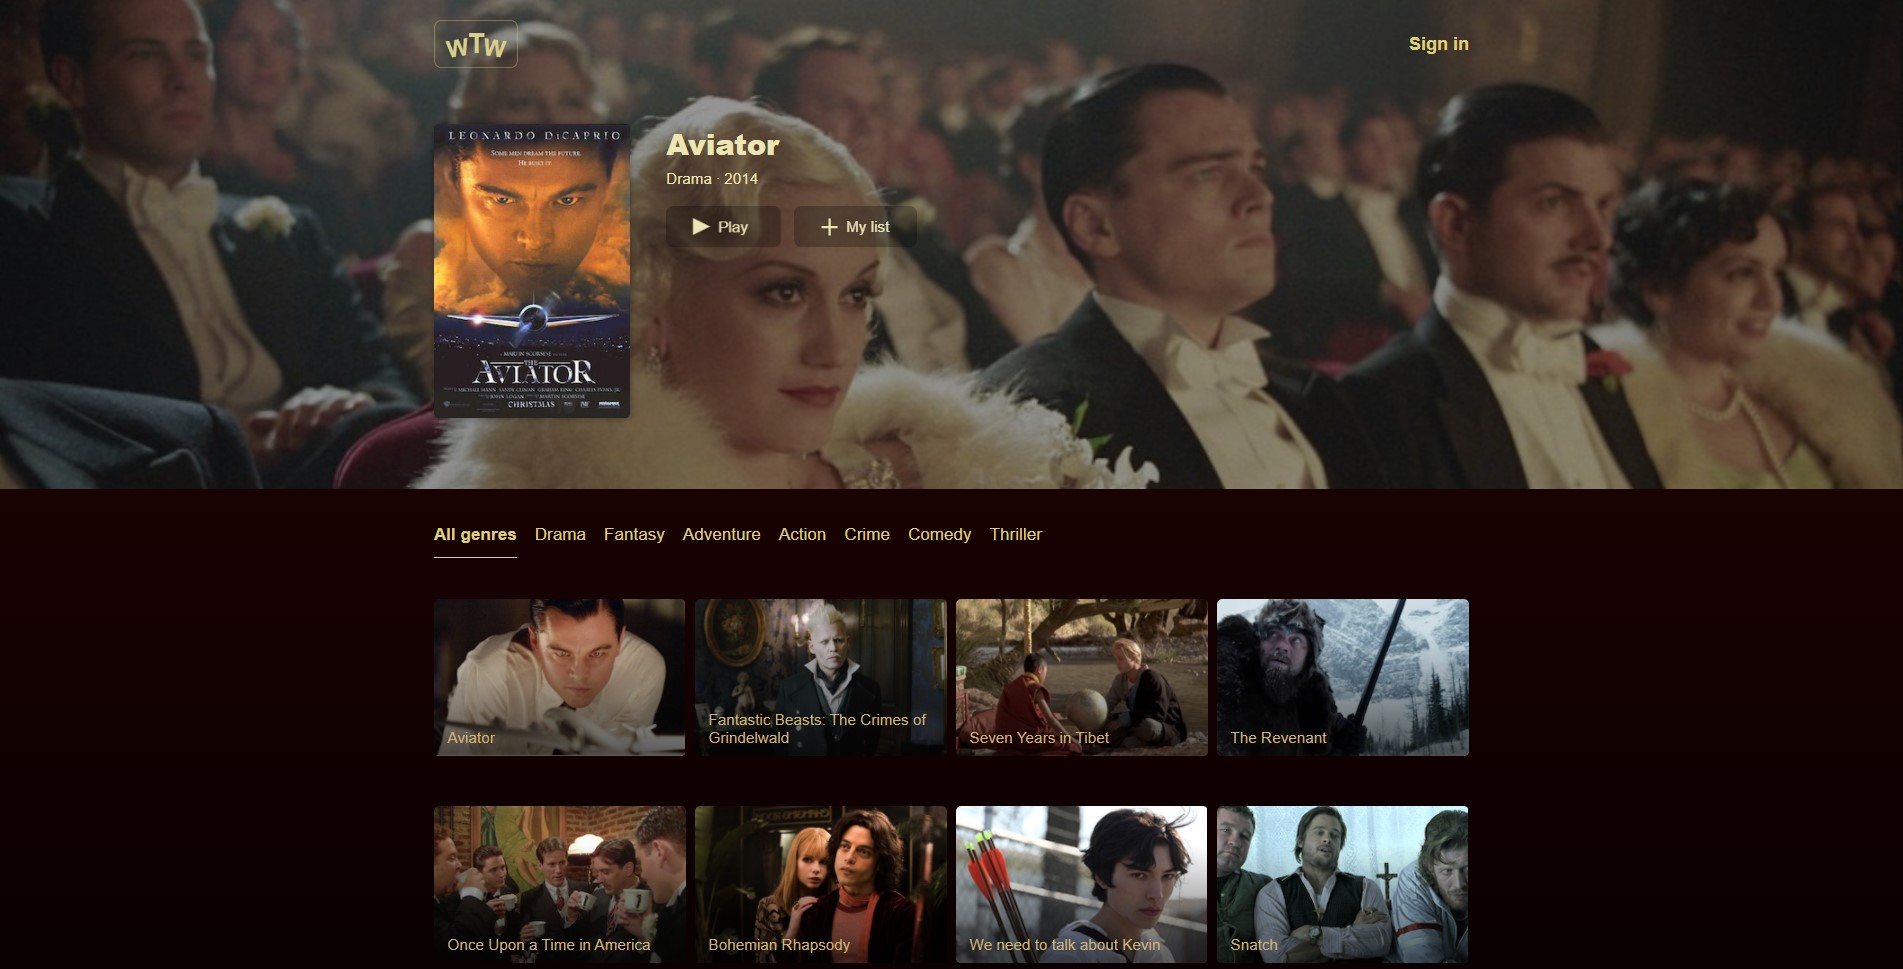 WTW
Sign in
LEONARDO DICAPRIO
SOME MEN DREAM THE FUTURE.
HE BUILT IT.
THE
AVIATOR
CHRISTMAS
Aviator
Drama · 2014
Play
My list
All genres Drama Fantasy Adventure Action Crime Comedy Thriller
Aviator
Fantastic Beasts: The Crimes of
Grindelwald
Seven Years in Tibet
The Revenant
Once Upon a Time in America
Bohemian Rhapsody
We need to talk about Kevin
Snatch